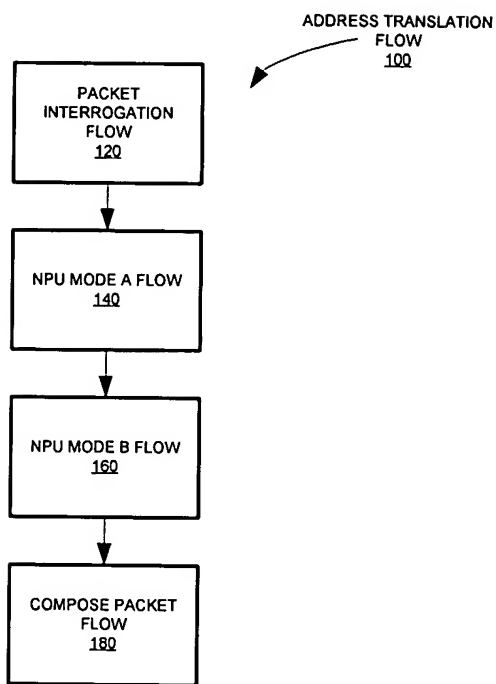 ADDRESS TRANSLATION
FLOW
100
PACKET
INTERROGATION
FLOW
120
NPU MODE A FLOW
140
NPU MODE B FLOW
160
COMPOSE PACKET
FLOW
180